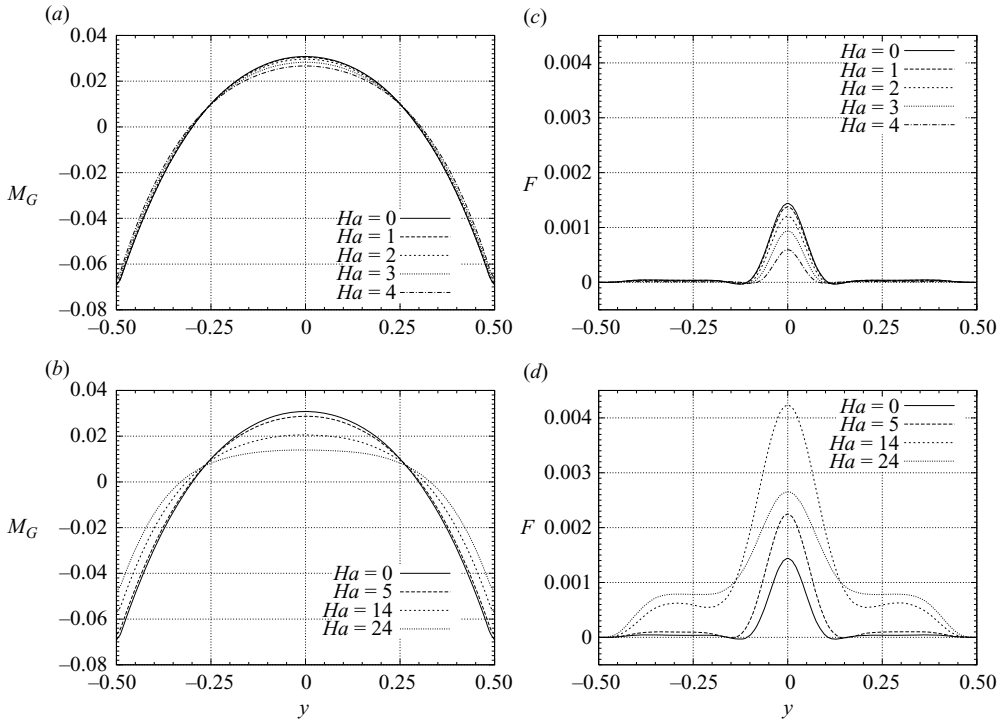 (a)
0.04
0.02
0
–0.02
M_G
–0.04
–0.06
–0.08
Ha = 0
Ha = 1
Ha = 2
Ha = 3
Ha = 4
–0.50
–0.25
0
0.25
0.50
(c)
0.004
0.003
F
0.002
0.001
0
Ha = 0
Ha = 1
Ha = 2
Ha = 3
Ha = 4
–0.50
–0.25
0
0.25
0.50
(b)
0.04
0.02
0
M_G
–0.02
–0.04
–0.06
–0.08
Ha = 0
Ha = 5
Ha = 14
Ha = 24
–0.50
–0.25
0
0.25
0.50
y
(d)
0.004
0.003
F
0.002
0.001
0
Ha = 0
Ha = 5
Ha = 14
Ha = 24
–0.50
–0.25
0
0.25
0.50
y